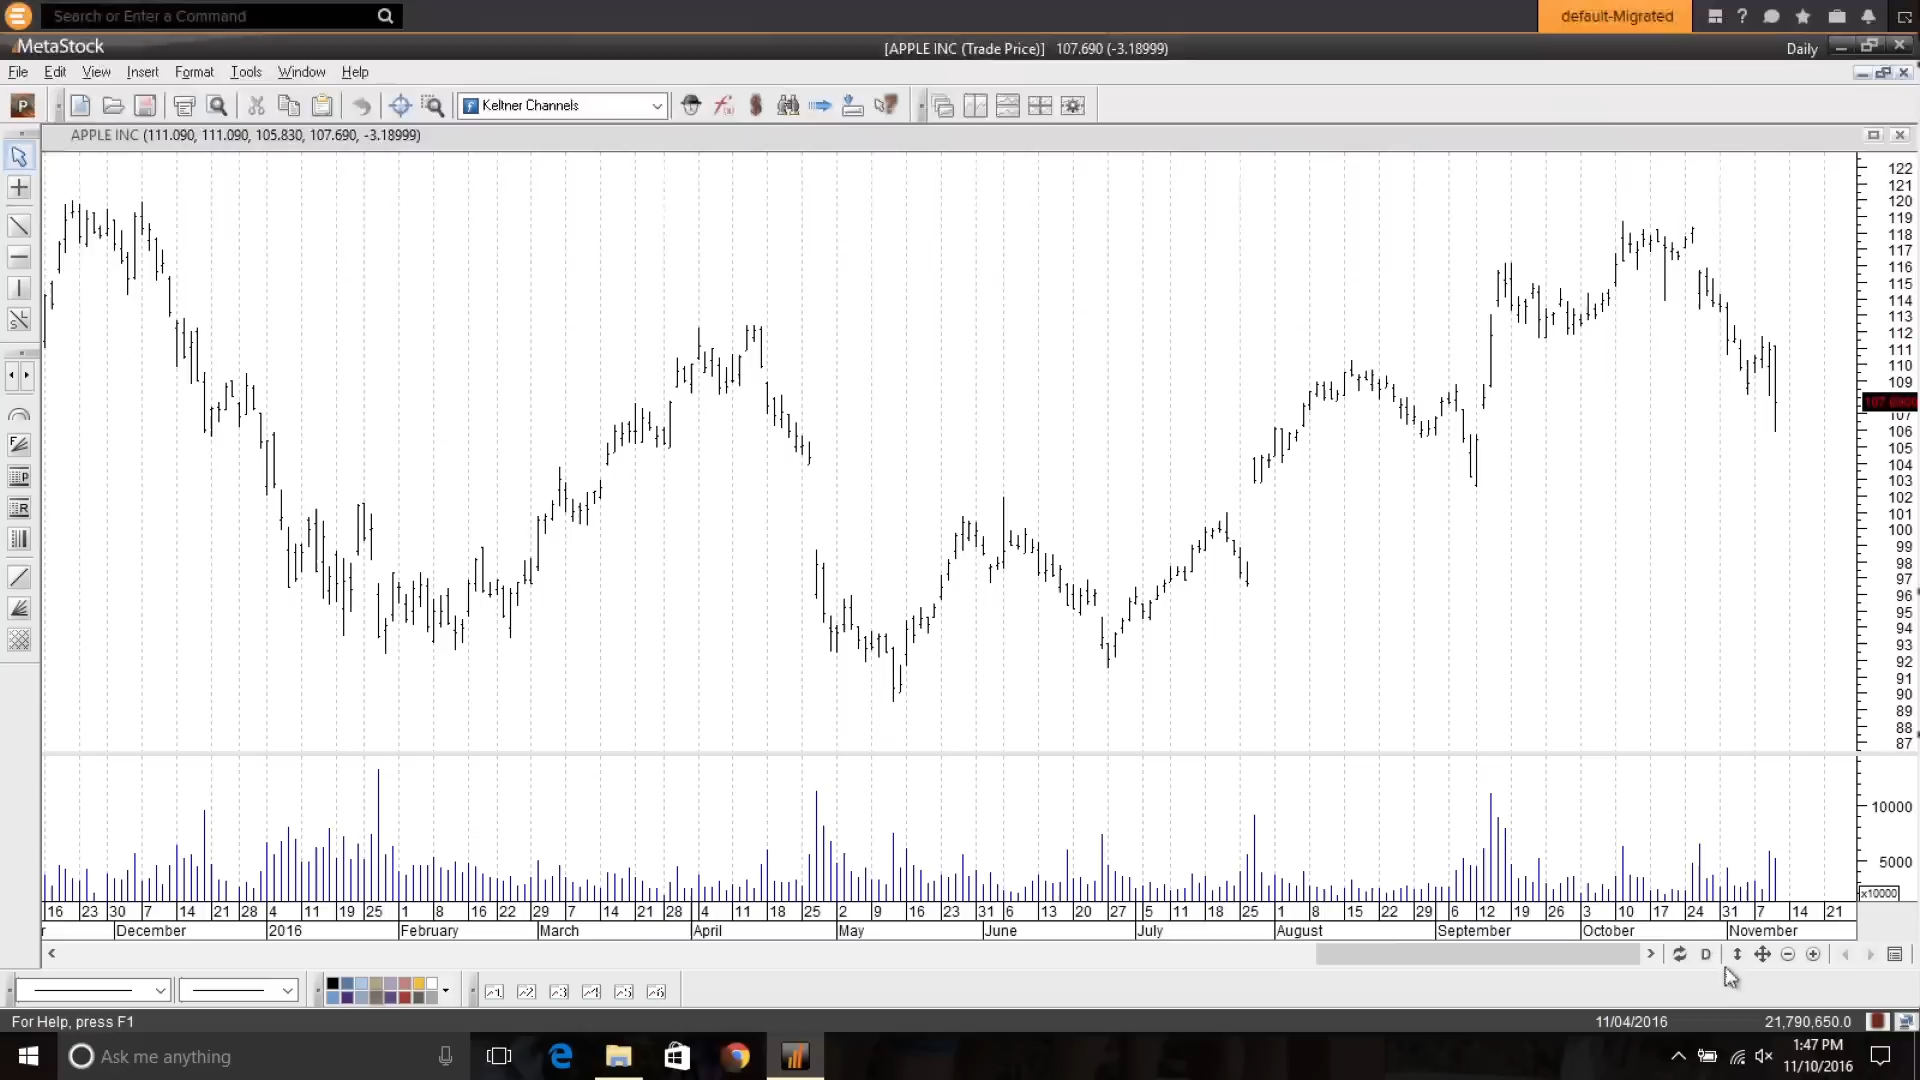 Search or Enter a Command
default-Migrated
MetaStock
[APPLE INC (Trade Price)] 107.690 (-3.18999)
Daily
File Edit View Insert Format Tools Window Help
P
Keltner Channels
APPLE INC (111.090, 111.090, 105.830, 107.690, -3.18999)
122
121
120
119
118
117
116
115
114
113
112
111
110
109
107
106
105
104
103
102
101
100
99
98
97
96
95
94
93
92
91
90
89
88
87
10000
5000
x10000
16 23 30 7 14 21 28 4 11 19 25 1 8 16 22 29 7 14 21 28 4 11 18 25 2 9 16 23 31 6 13 20 27 5 11 18 25 1 8 15 22 29 6 12 19 26 3 10 17 24 31 7 14 21
r December 2016 February March April May June July August September October November
D
For Help, press F1
11/04/2016
21,790,650.0
Ask me anything
1:47 PM
11/10/2016